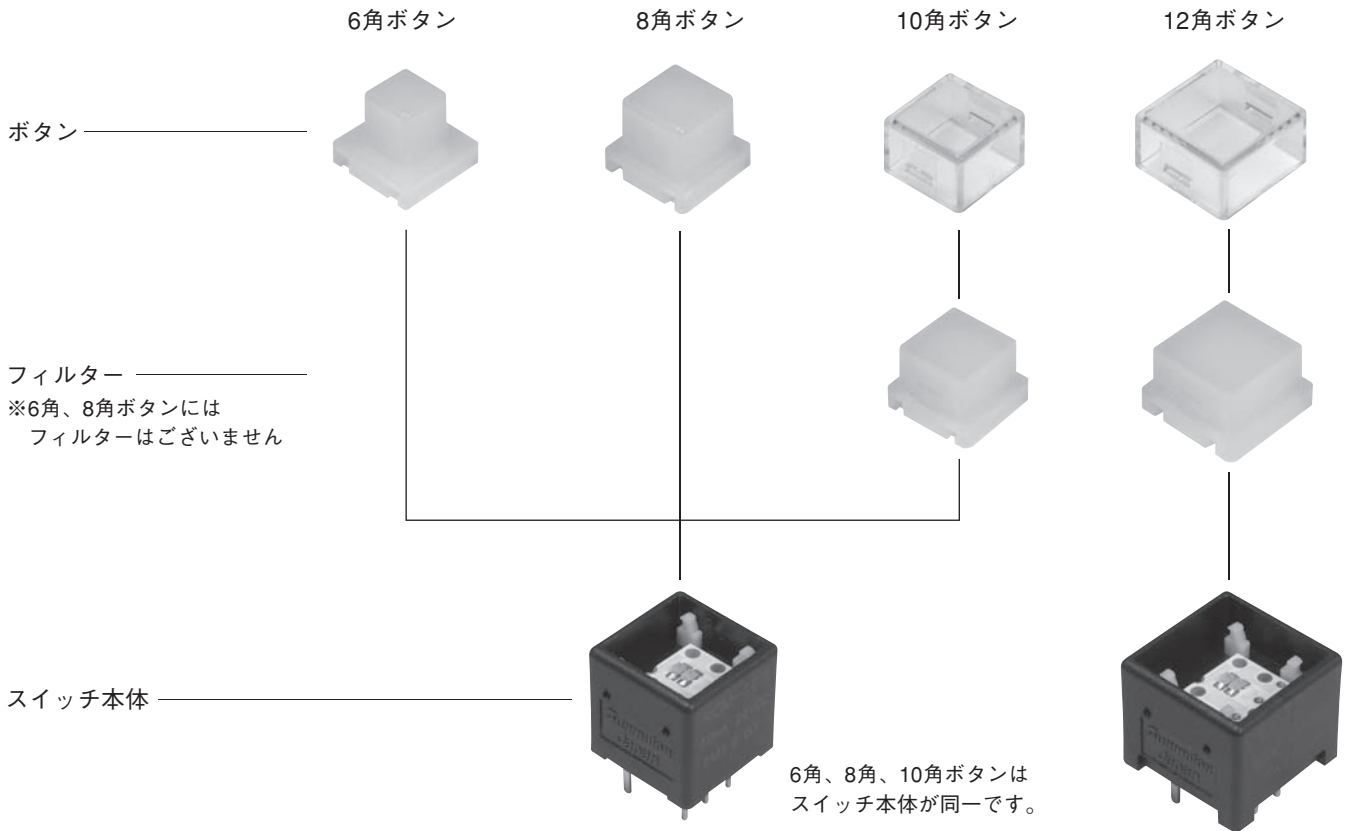 6角ボタン
8角ボタン
10角ボタン
12角ボタン
ボタン
フィルター
※6角、8角ボタンには
フィルターはございません
スイッチ本体
6角、8角、10角ボタンは
スイッチ本体が同一です。